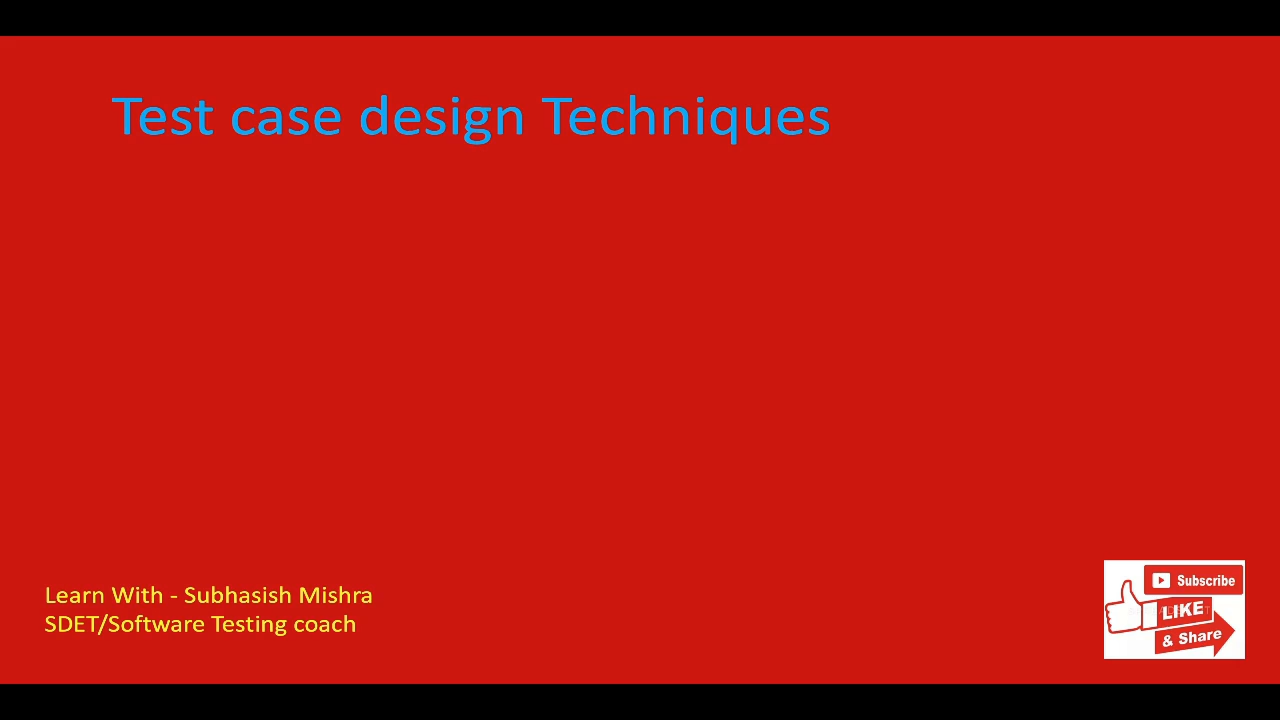 Test case design Techniques
Learn With - Subhasish Mishra
SDET/Software Testing coach
Subscribe
LIKE
& Share